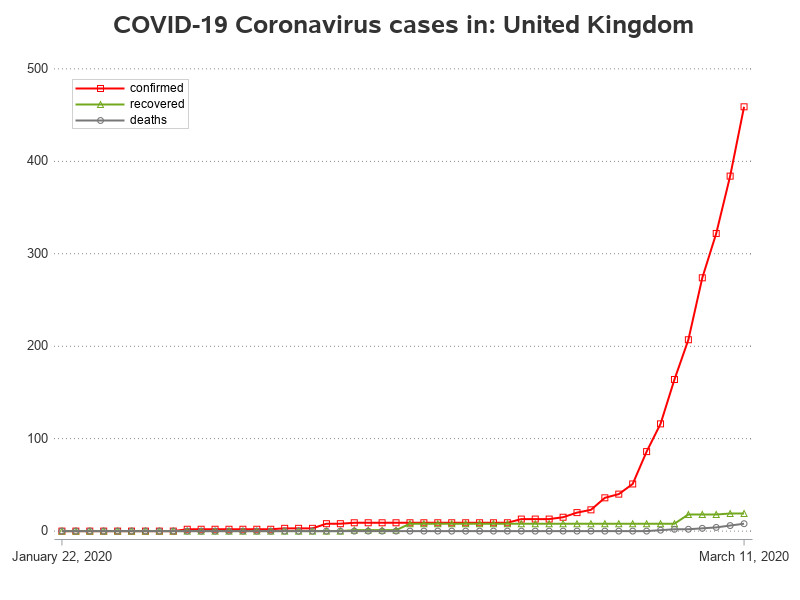 COVID-19 Coronavirus cases in: United Kingdom
500
confirmed
recovered
deaths
400
300
200
100
0
January 22, 2020
March 11, 2020